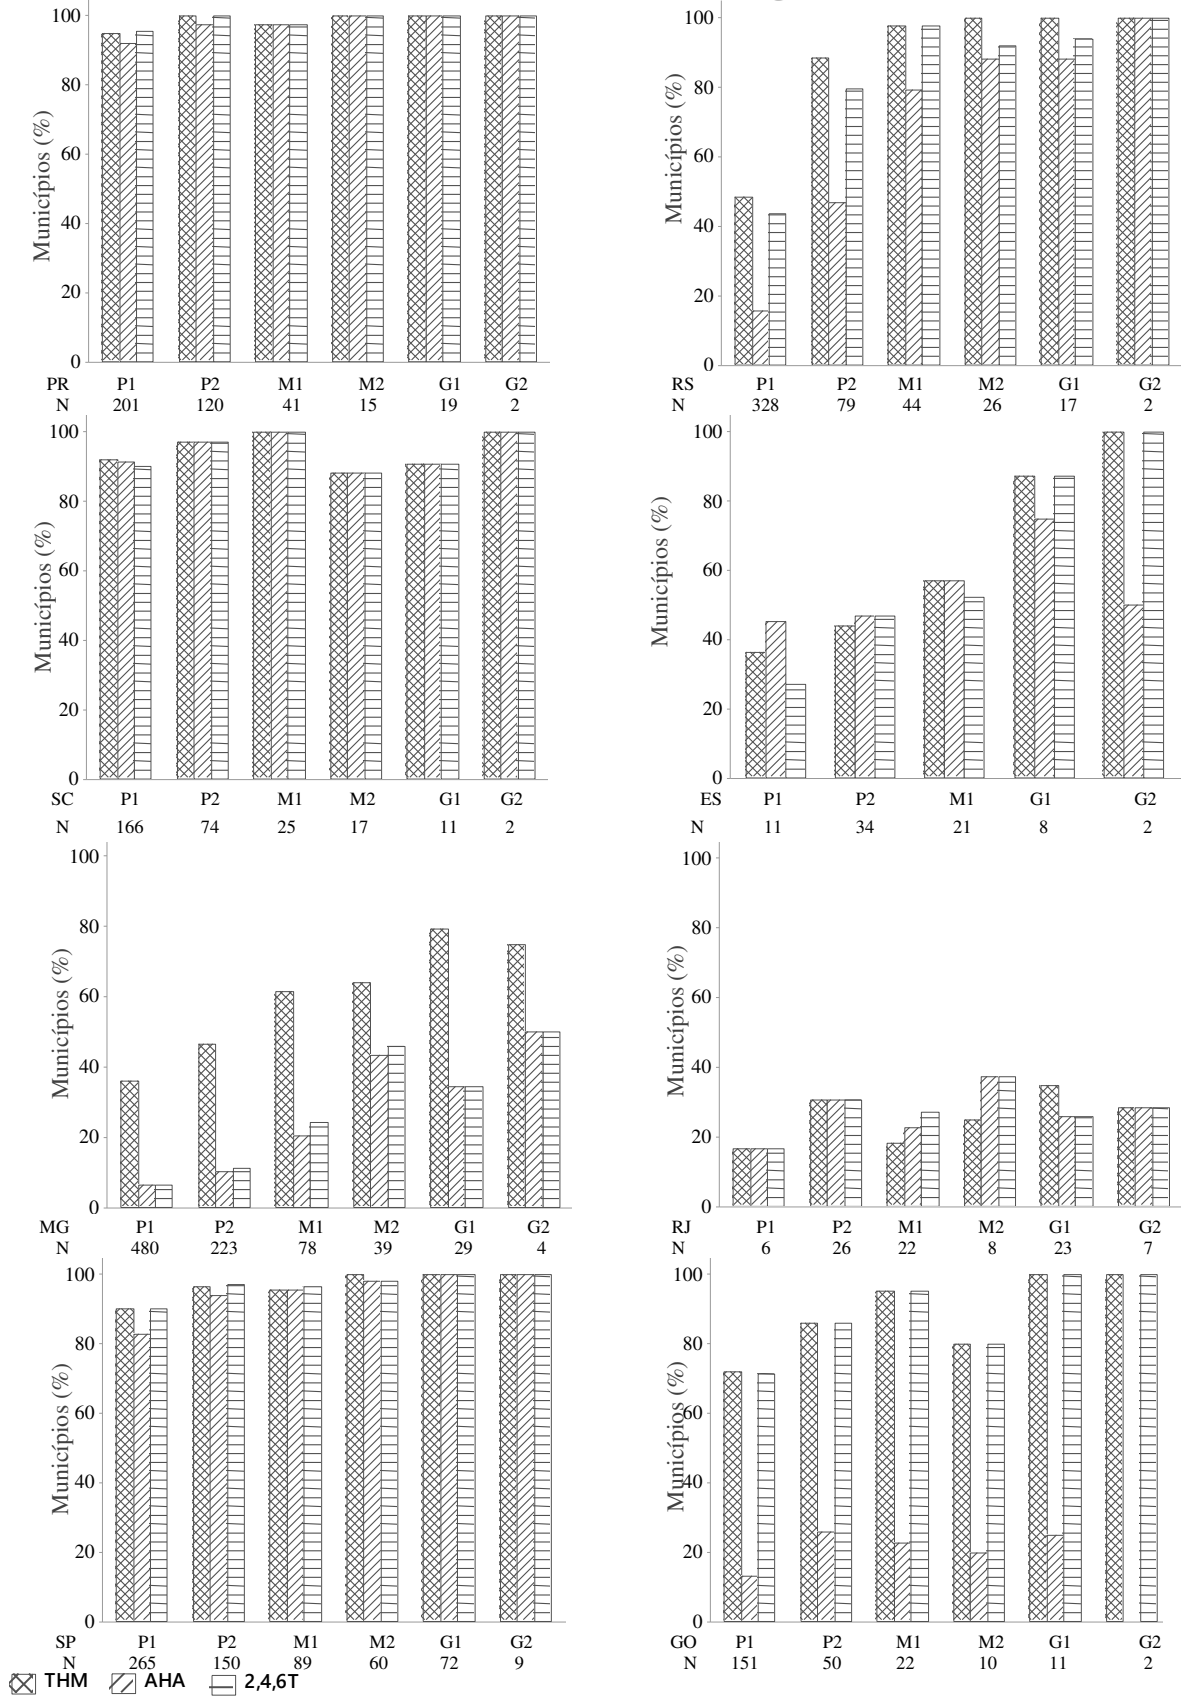 Municípios (%)
100
80
60
40
20
0
PR P1 P2 M1 M2 G1 G2
N 201 120 41 15 19 2
Municípios (%)
100
80
60
40
20
0
RS P1 P2 M1 M2 G1 G2
N 328 79 44 26 17 2
Municípios (%)
100
80
60
40
20
0
SC P1 P2 M1 M2 G1 G2
N 166 74 25 17 11 2
Municípios (%)
100
80
60
40
20
0
ES P1 P2 M1 G1 G2
N 11 34 21 8 2
Municípios (%)
100
80
60
40
20
0
MG P1 P2 M1 M2 G1 G2
N 480 223 78 39 29 4
Municípios (%)
100
80
60
40
20
0
RJ P1 P2 M1 M2 G1 G2
N 6 26 22 8 23 7
Municípios (%)
100
80
60
40
20
0
SP P1 P2 M1 M2 G1 G2
N 265 150 89 60 72 9
Municípios (%)
100
80
60
40
20
0
GO P1 P2 M1 M2 G1 G2
N 151 50 22 10 11 2
THM AHA 2,4,6T